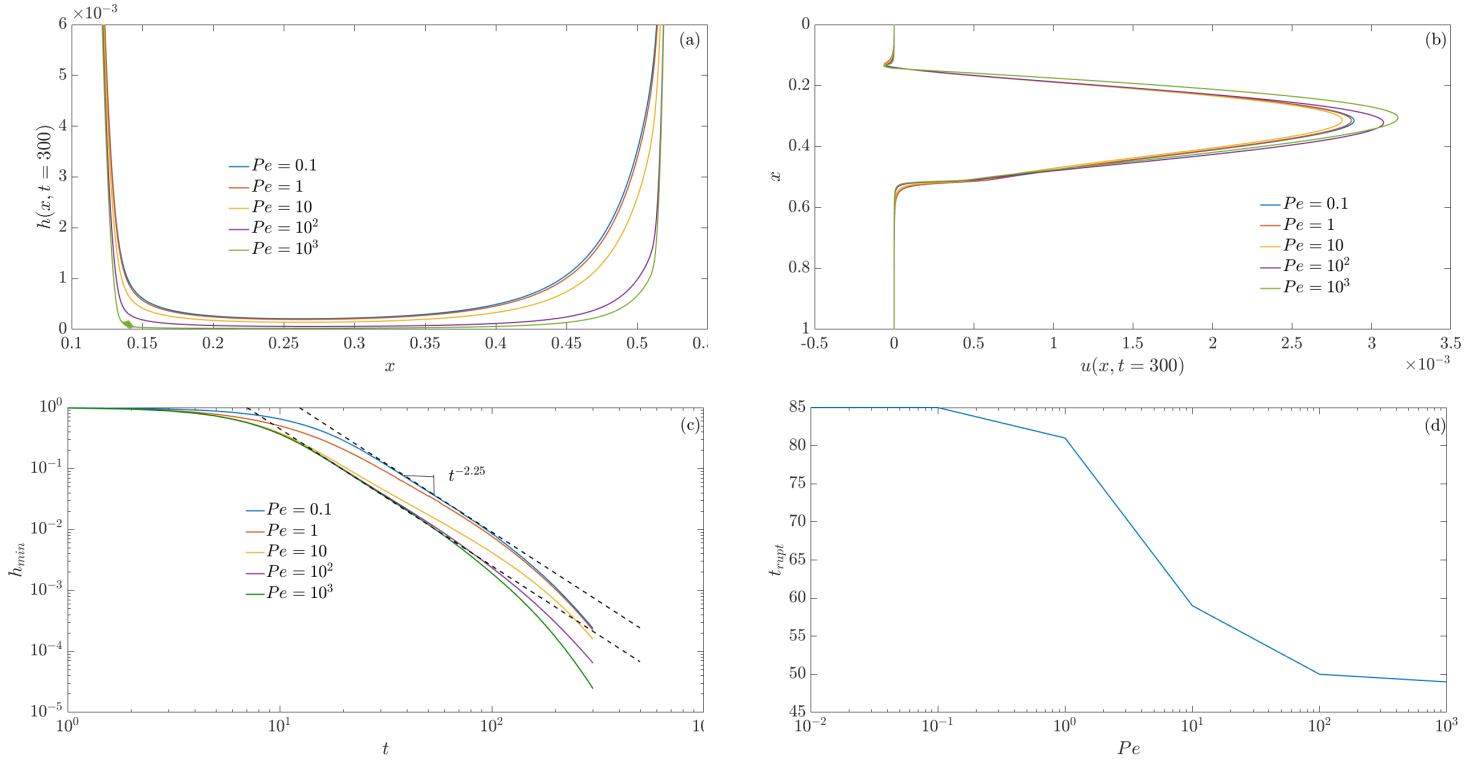 ×10⁻³
6
5
4
3
2
1
0
h(x, t = 300)
(a)
Pe = 0.1
Pe = 1
Pe = 10
Pe = 10²
Pe = 10³
0.1 0.15 0.2 0.25 0.3 0.35 0.4 0.45 0.5
x
0
0.2
0.4
0.6
0.8
1
x
(b)
Pe = 0.1
Pe = 1
Pe = 10
Pe = 10²
Pe = 10³
-0.5 0 0.5 1 1.5 2 2.5 3 3.5
u(x, t = 300)
×10⁻³
10⁰
10⁻¹
10⁻²
10⁻³
10⁻⁴
10⁻⁵
hmin
(c)
t⁻²·²⁵
Pe = 0.1
Pe = 1
Pe = 10
Pe = 10²
Pe = 10³
10⁰ 10¹ 10²
t
85
80
75
70
65
60
55
50
45
trupt
(d)
10⁻² 10⁻¹ 10⁰ 10¹ 10² 10³
Pe